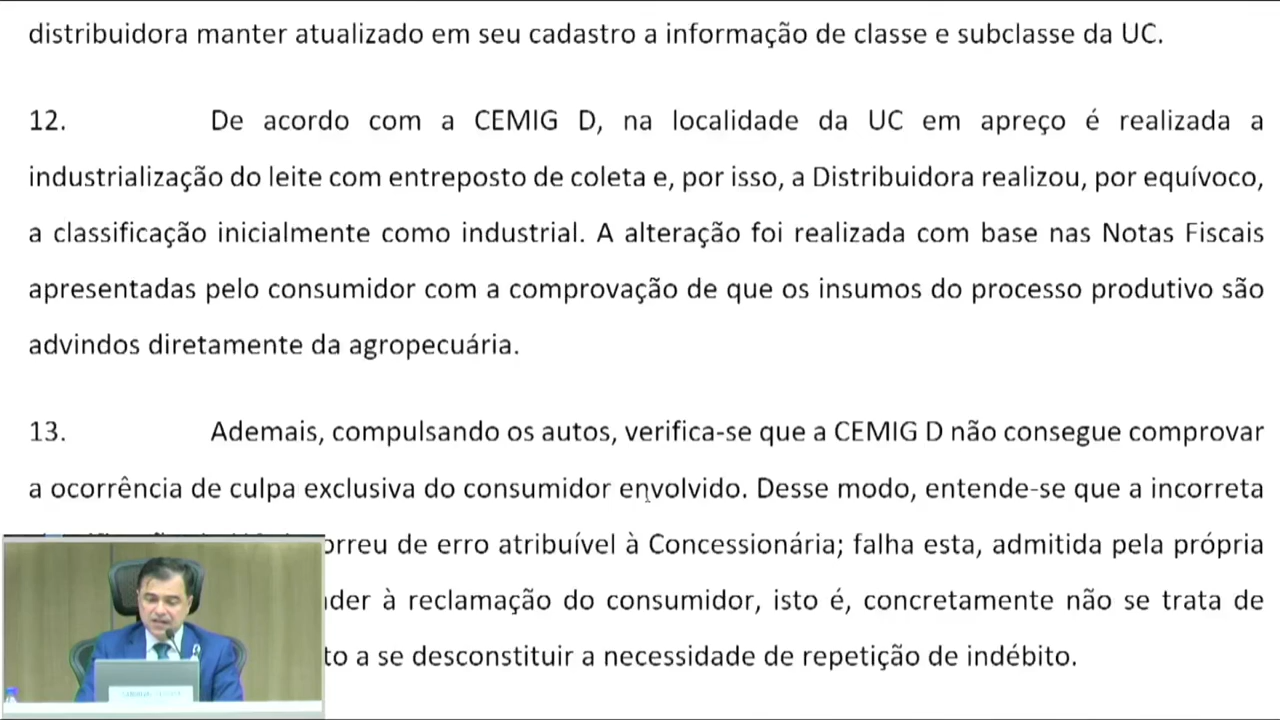 distribuidora manter atualizado em seu cadastro a informação de classe e subclasse da UC.
12. De acordo com a CEMIG D, na localidade da UC em apreço é realizada a
industrialização do leite com entreposto de coleta e, por isso, a Distribuidora realizou, por equívoco,
a classificação inicialmente como industrial. A alteração foi realizada com base nas Notas Fiscais
apresentadas pelo consumidor com a comprovação de que os insumos do processo produtivo são
advindos diretamente da agropecuária.
13. Ademais, compulsando os autos, verifica-se que a CEMIG D não consegue comprovar
a ocorrência de culpa exclusiva do consumidor envolvido. Desse modo, entende-se que a incorreta
orreu de erro atribuível à Concessionária; falha esta, admitida pela própria
der à reclamação do consumidor, isto é, concretamente não se trata de
to a se desconstituir a necessidade de repetição de indébito.